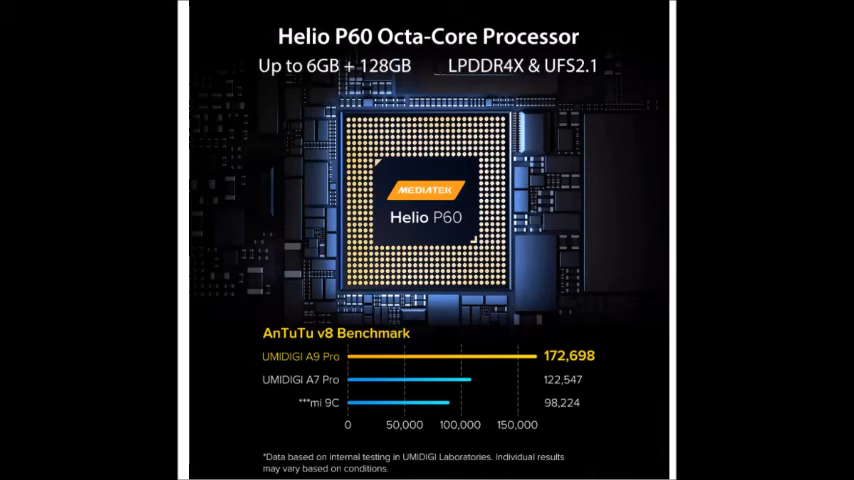 Helio P60 Octa-Core Processor
Up to 6GB + 128GB LPDDR4X & UFS2.1
MEDIATEK
Helio P60
AnTuTu v8 Benchmark
UMIDIGI A9 Pro 172,698
UMIDIGI A7 Pro 122,547
***mi 9C 98,224
0 50,000 100,000 150,000
*Data based on internal testing in UMIDIGI Laboratories. Individual results
may vary based on conditions.